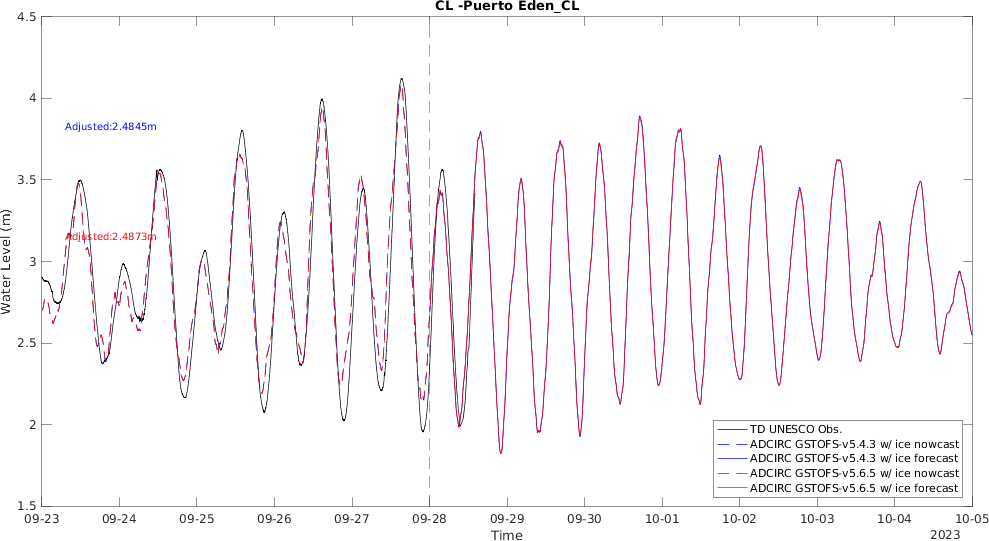 CL -Puerto Eden_CL
4.5
4
3.5
3
2.5
2
1.5
Water Level (m)
Adjusted:2.4845m
Adjusted:2.4873m
TD UNESCO Obs.
ADCIRC GSTOFS-v5.4.3 w/ ice nowcast
ADCIRC GSTOFS-v5.4.3 w/ ice forecast
ADCIRC GSTOFS-v5.6.5 w/ ice nowcast
ADCIRC GSTOFS-v5.6.5 w/ ice forecast
09-23 09-24 09-25 09-26 09-27 09-28 09-29 09-30 10-01 10-02 10-03 10-04 10-05
Time
2023